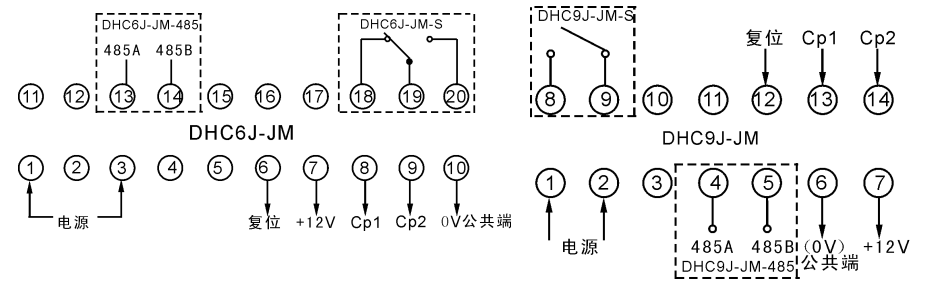 DHC6J-JM-485
485A 485B
DHC6J-JM-S
11 12 13 14 15 16 17 18 19 20
DHC6J-JM
1 2 3 4 5 6 7 8 9 10
电源 复位 +12V Cp1 Cp2 0V公共端
DHC9J-JM-S
复位 Cp1 Cp2
8 9 10 11 12 13 14
DHC9J-JM
1 2 3 4 5 6 7
电源 485A 485B (0V) +12V
公共端
DHC9J-JM-485